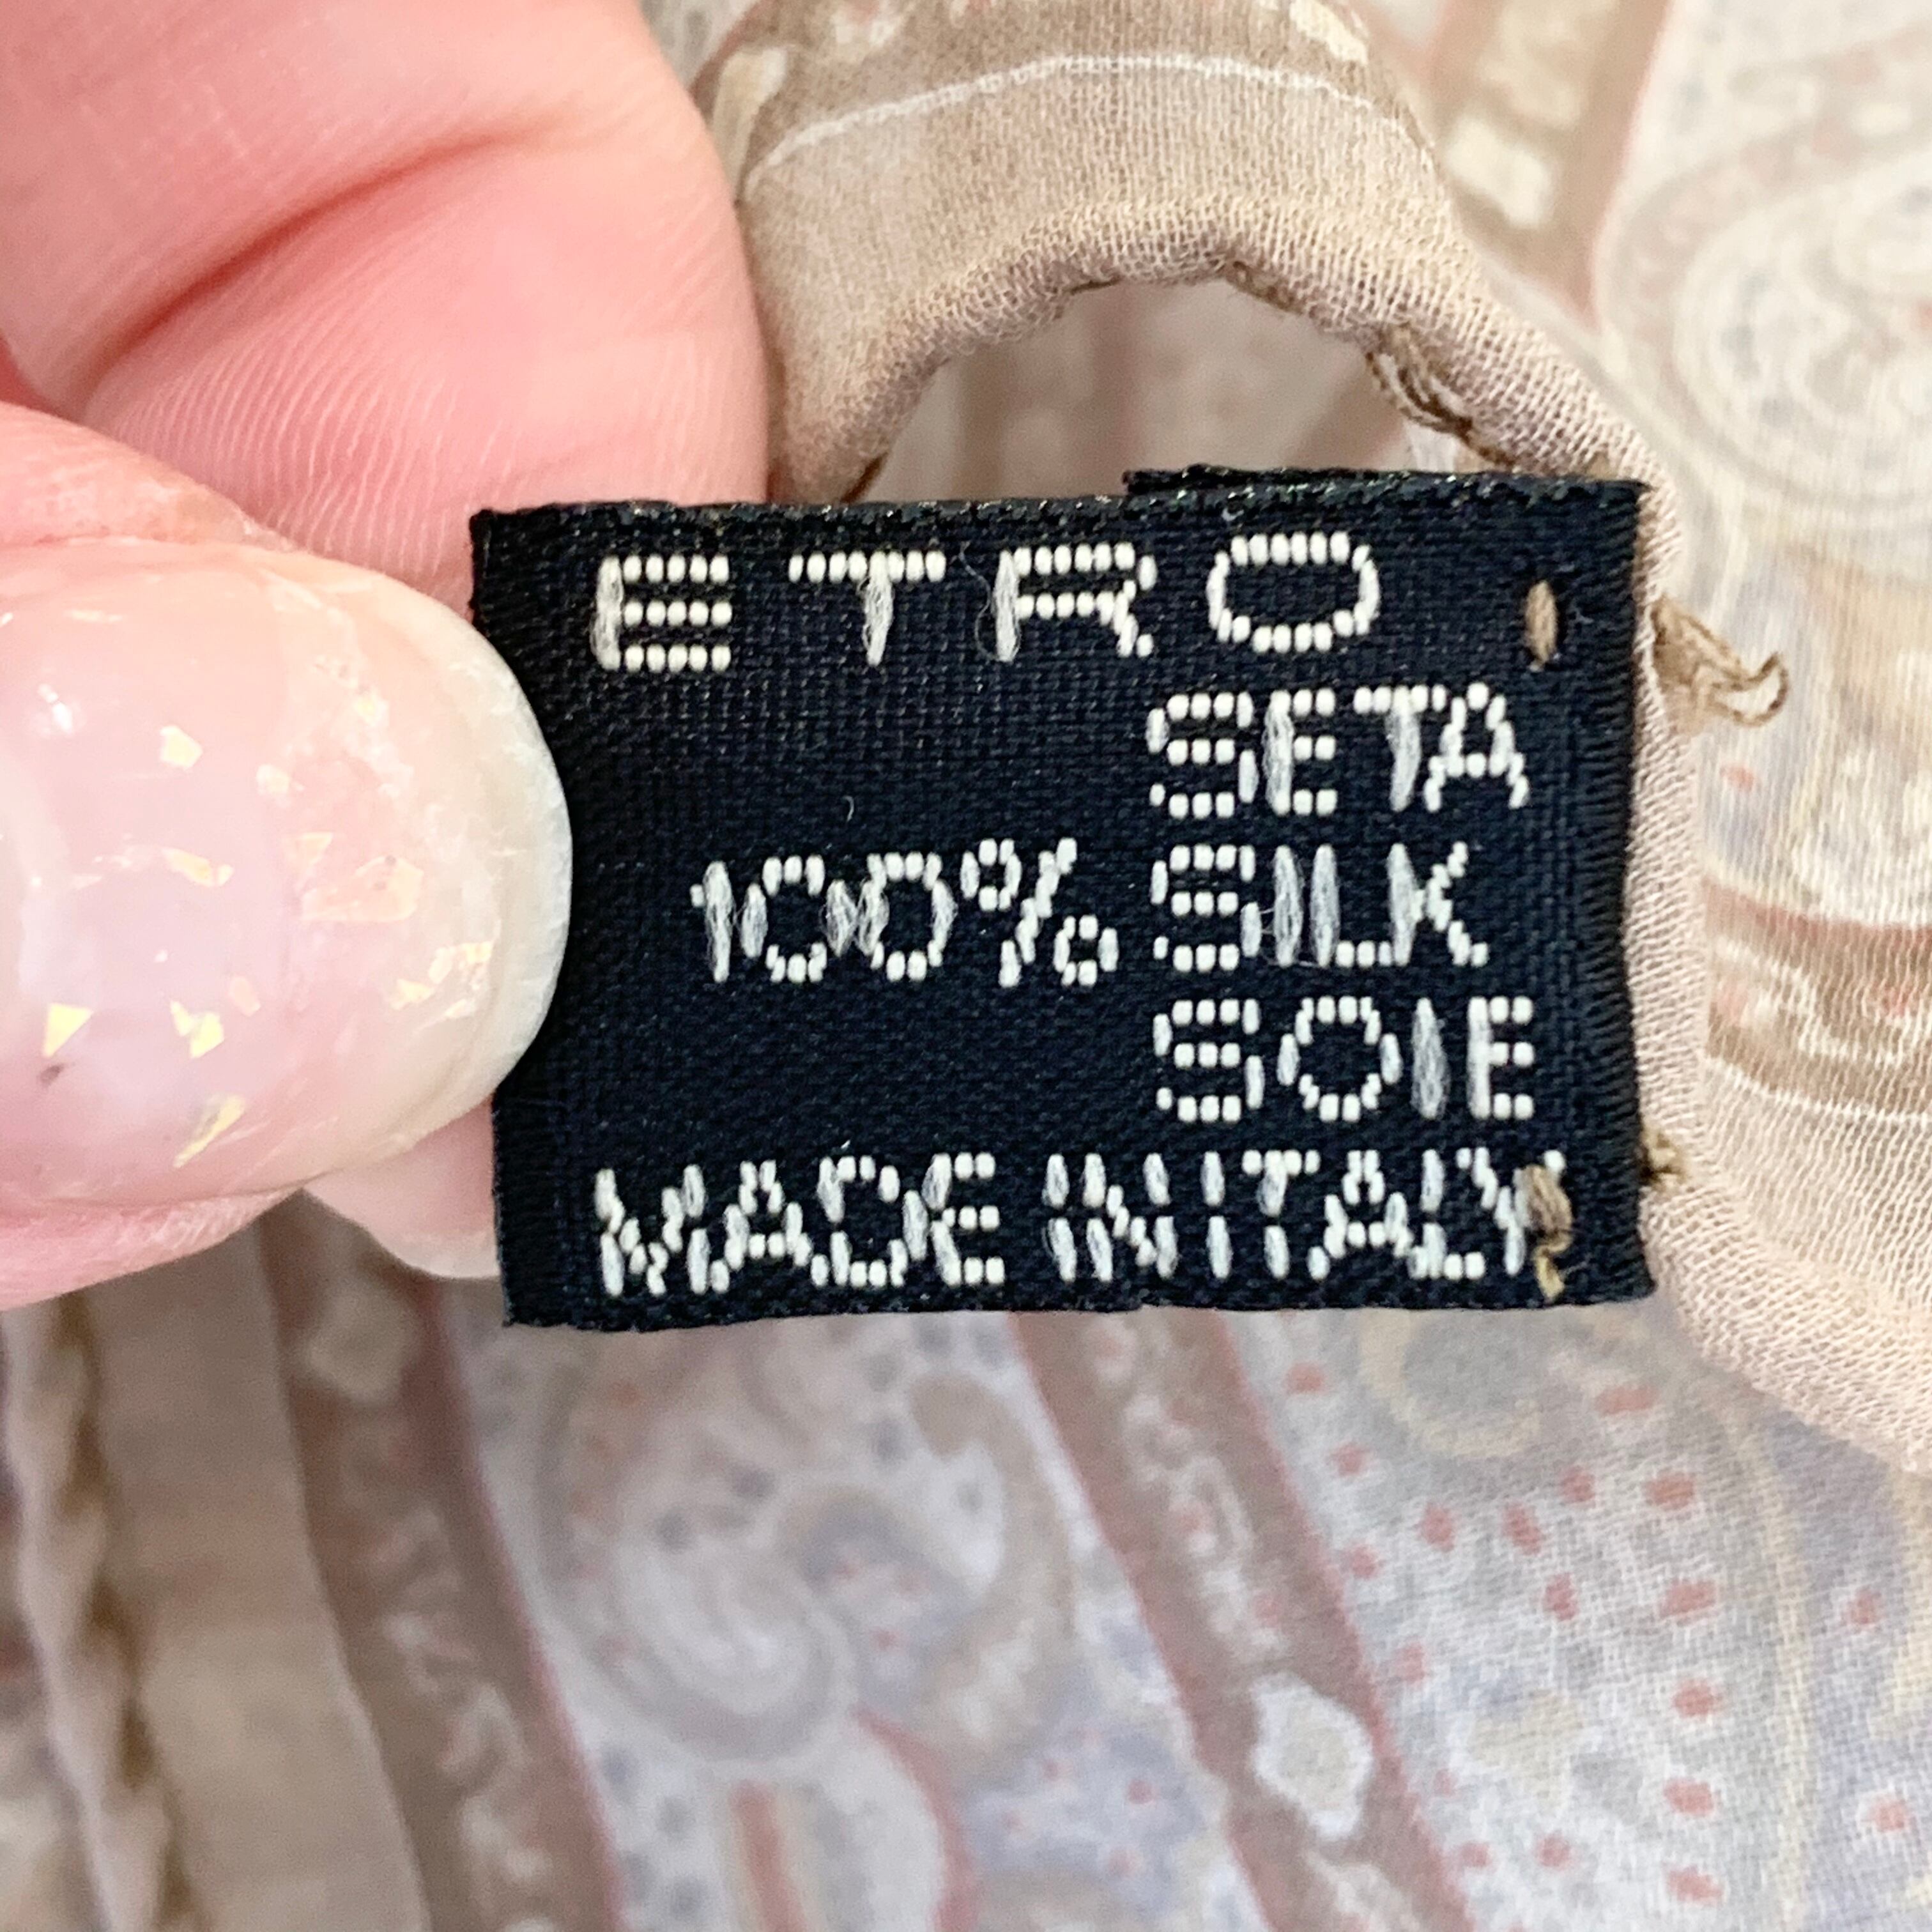 ETRO
SETA
100% SILK
SOIE
MADE IN ITALY